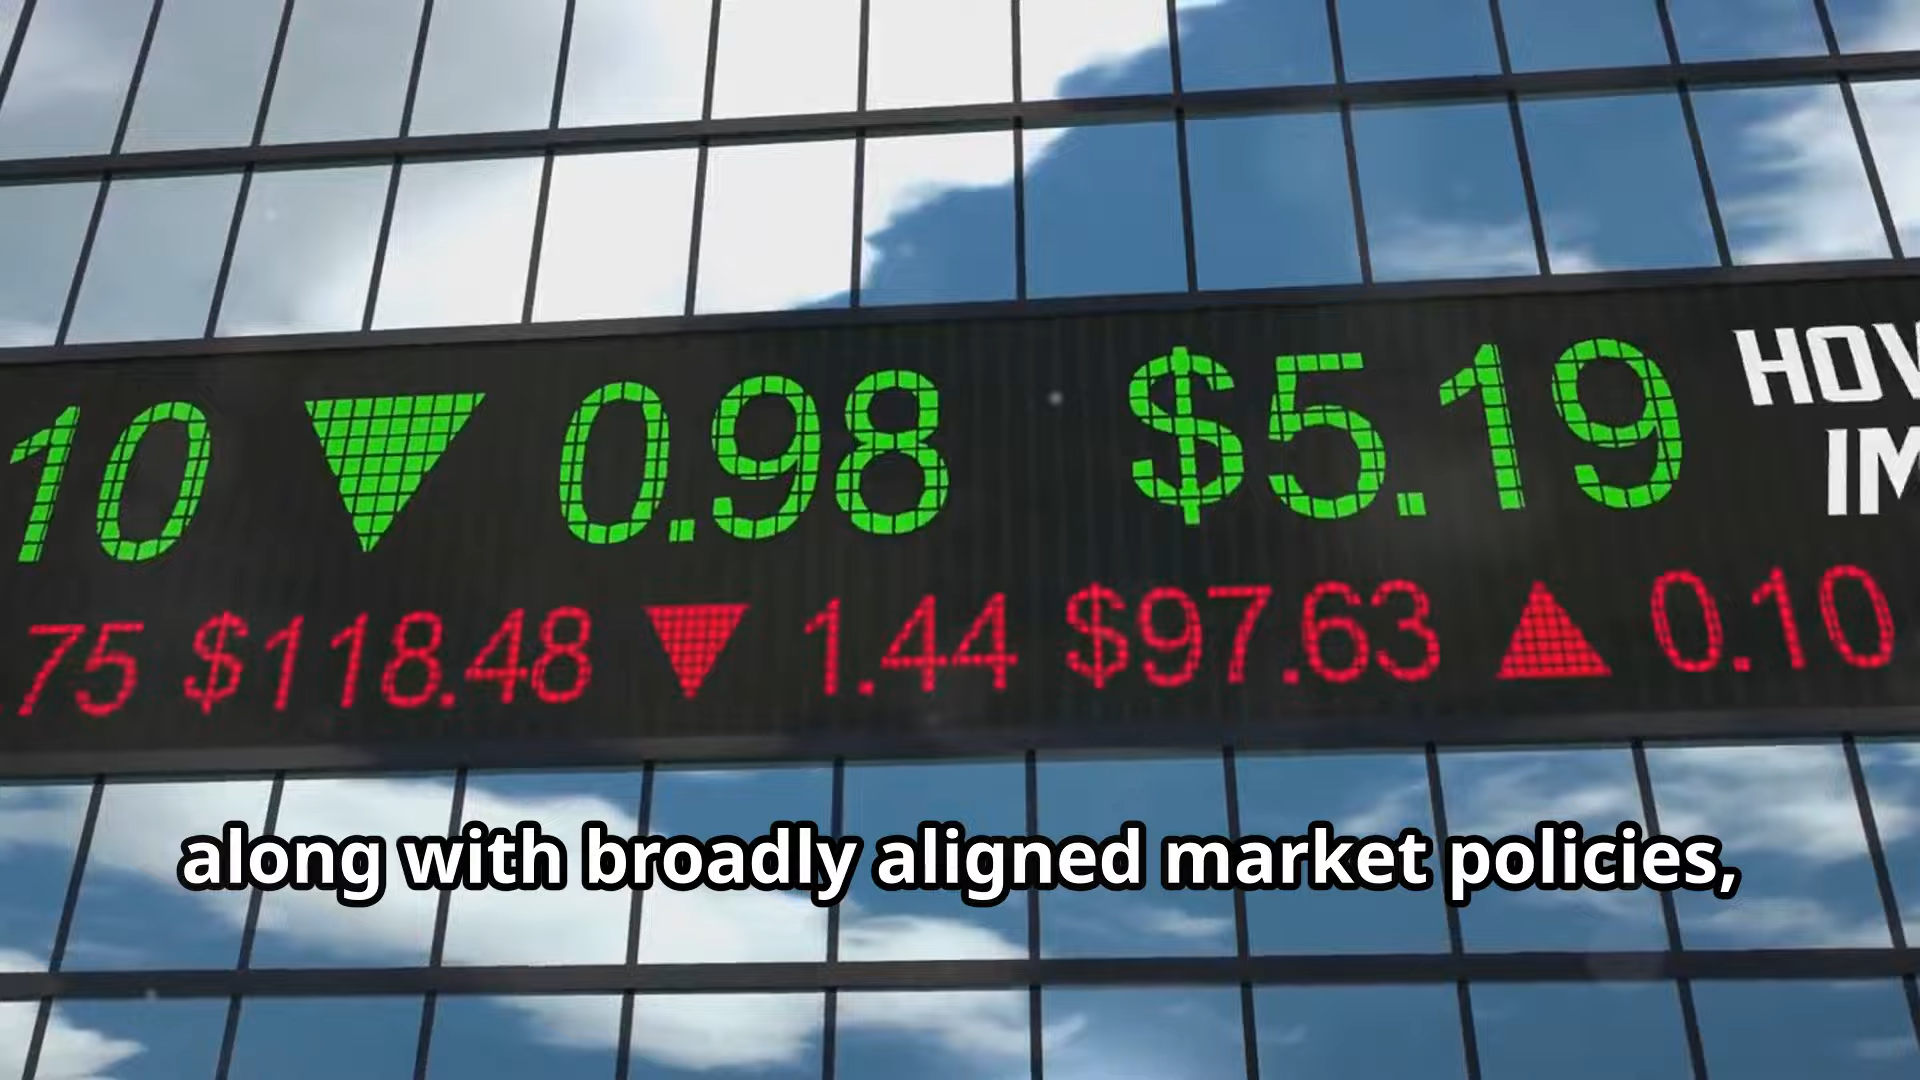 10 ▼ 0.98 $5.19
75 $118.48 ▼ 1.44 $97.63 ▲ 0.10
along with broadly aligned market policies,